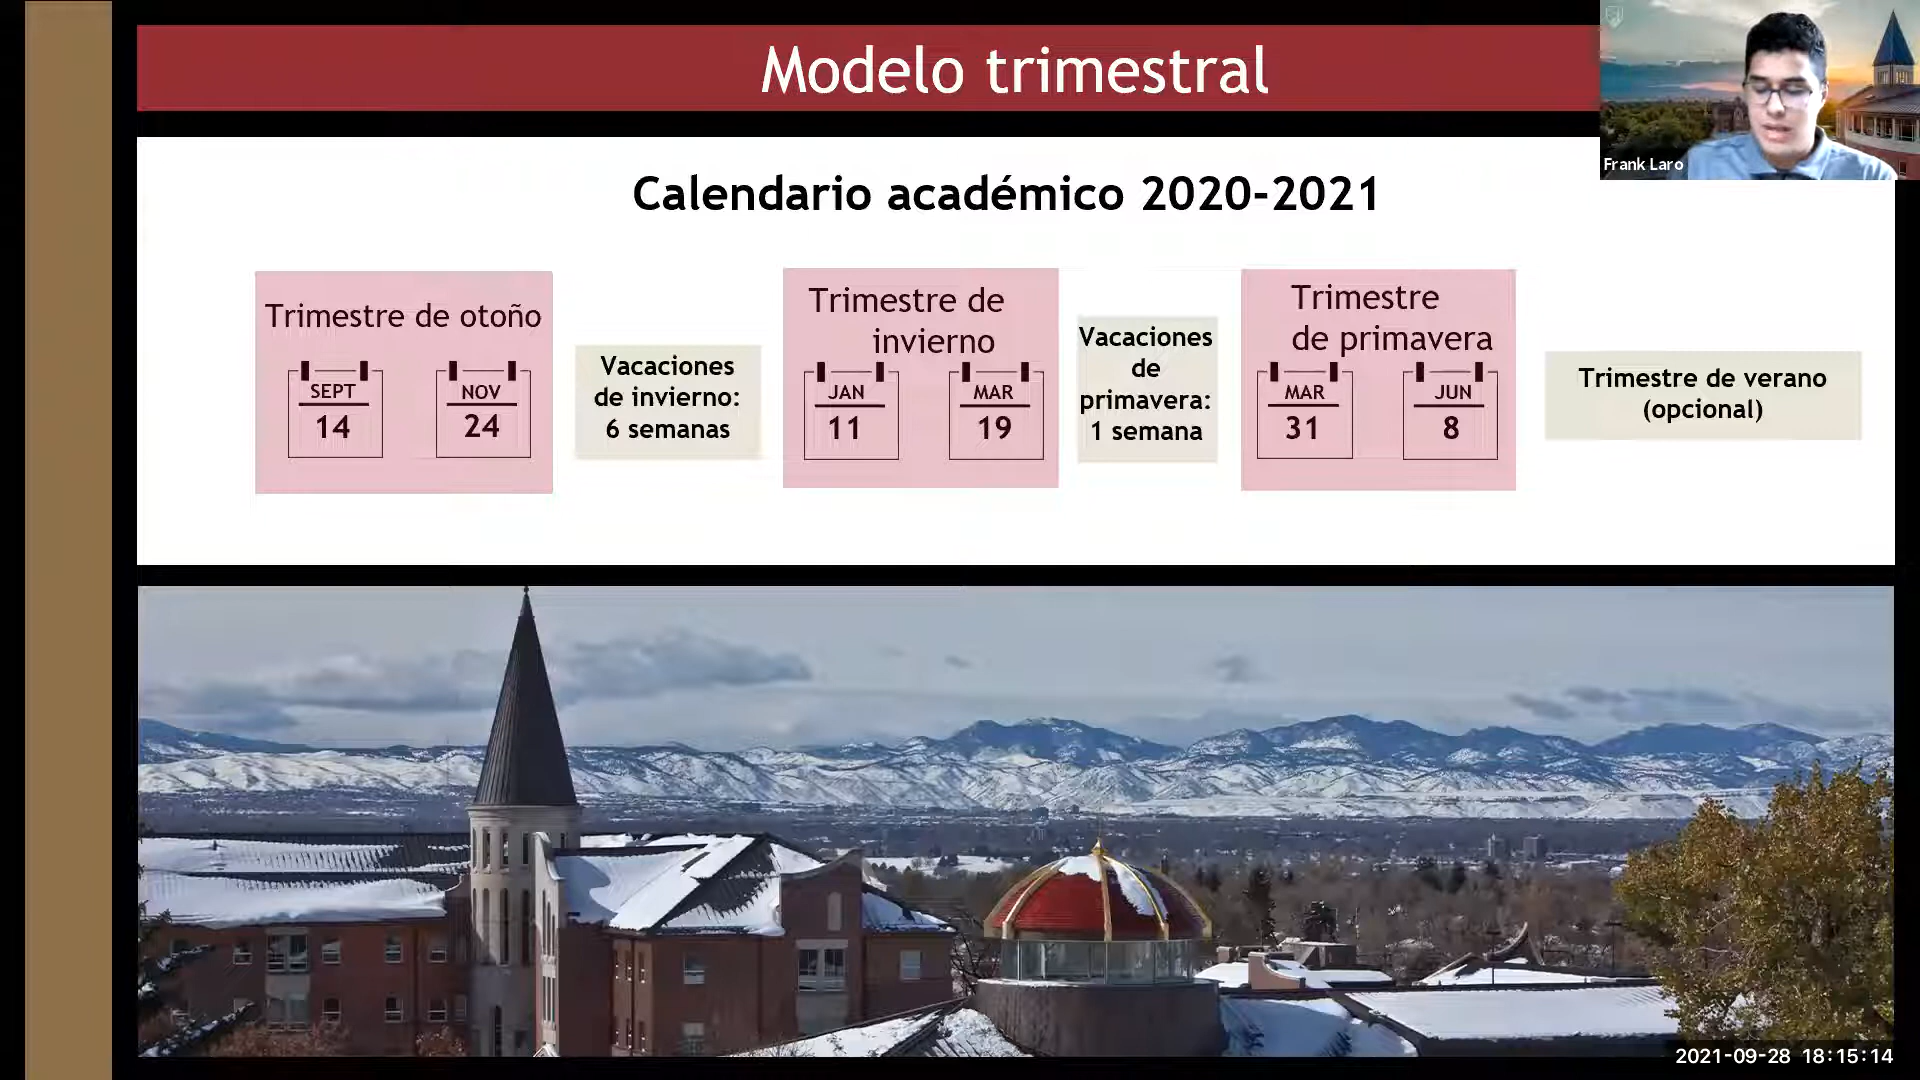 Modelo trimestral
Frank Laro
Calendario académico 2020-2021
Trimestre de otoño
SEPT
14
NOV
24
Vacaciones
de invierno:
6 semanas
Trimestre de
invierno
JAN
11
MAR
19
Vacaciones
de
primavera:
1 semana
Trimestre
de primavera
MAR
31
JUN
8
Trimestre de verano
(opcional)
2021-09-28 18:15:14